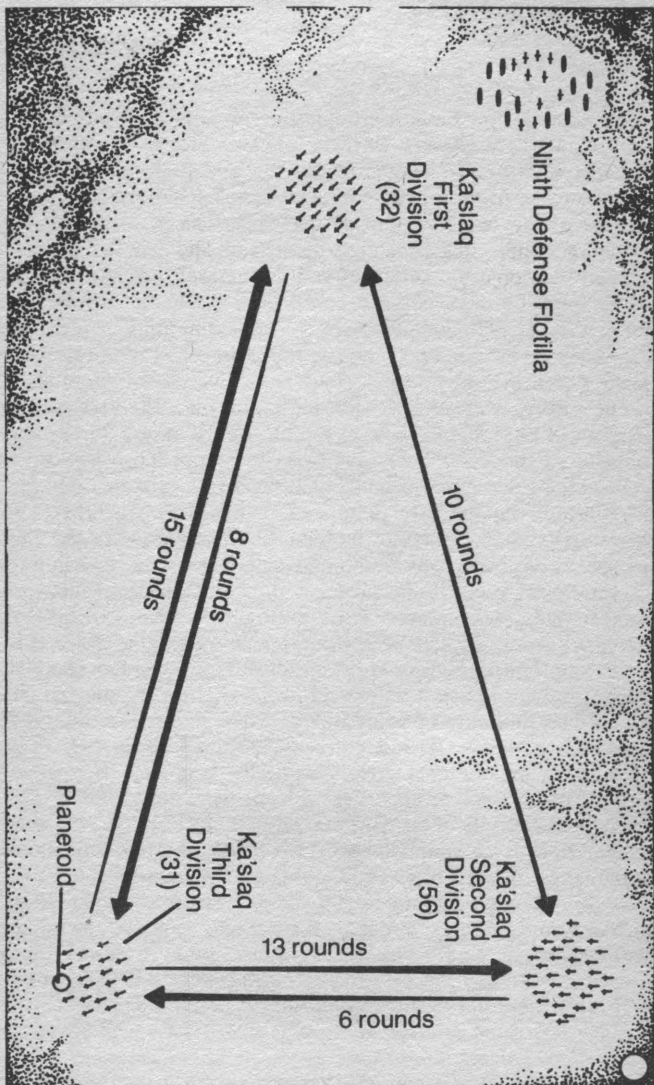 Ninth Defense Flotilla
Ka'slaq
First
Division
(32)
10 rounds
8 rounds
15 rounds
Ka'slaq
Second
Division
(56)
Ka'slaq
Third
Division
(31)
Planetoid
13 rounds
6 rounds